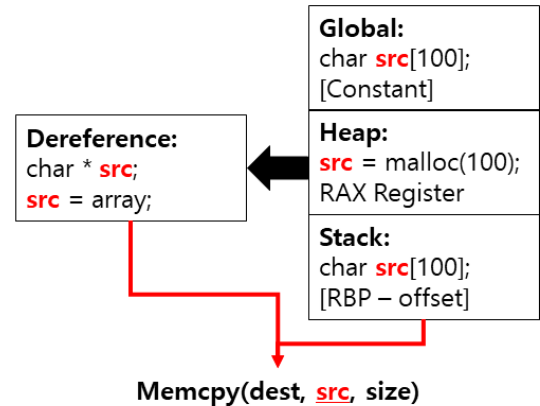 Global:
char src[100];
[Constant]
Dereference:
char * src;
src = array;
Heap:
src = malloc(100);
RAX Register
Stack:
char src[100];
[RBP – offset]
Memcpy(dest, src, size)